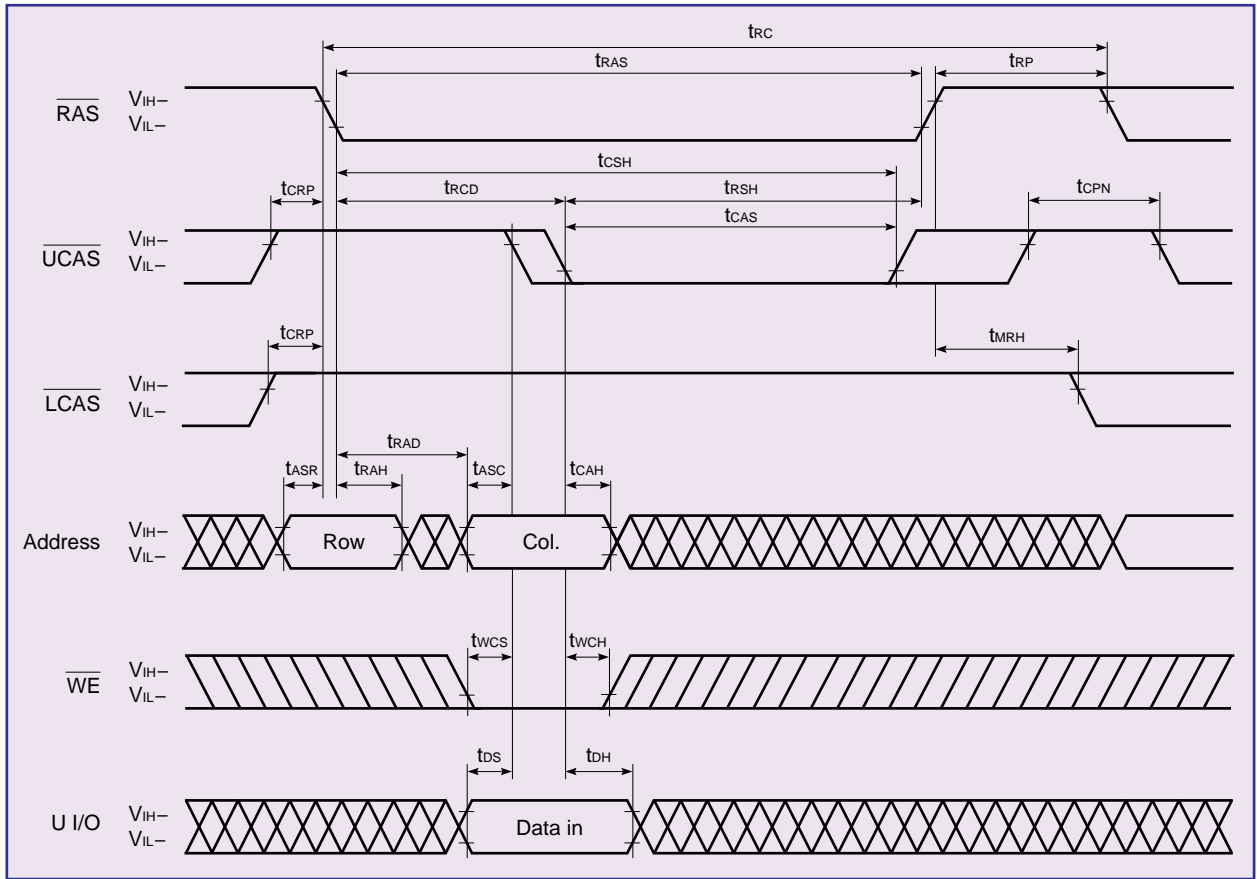 tRC
tRAS
tRP
RAS
VIH–
VIL–
tCSH
tCRP
tRCD
tRSH
tCPN
tCAS
UCAS
VIH–
VIL–
tCRP
tMRH
LCAS
VIH–
VIL–
tRAD
tASR
tRAH
tASC
tCAH
Address
VIH–
VIL–
Row
Col.
tWCS
tWCH
WE
VIH–
VIL–
tDS
tDH
U I/O
VIH–
VIL–
Data in